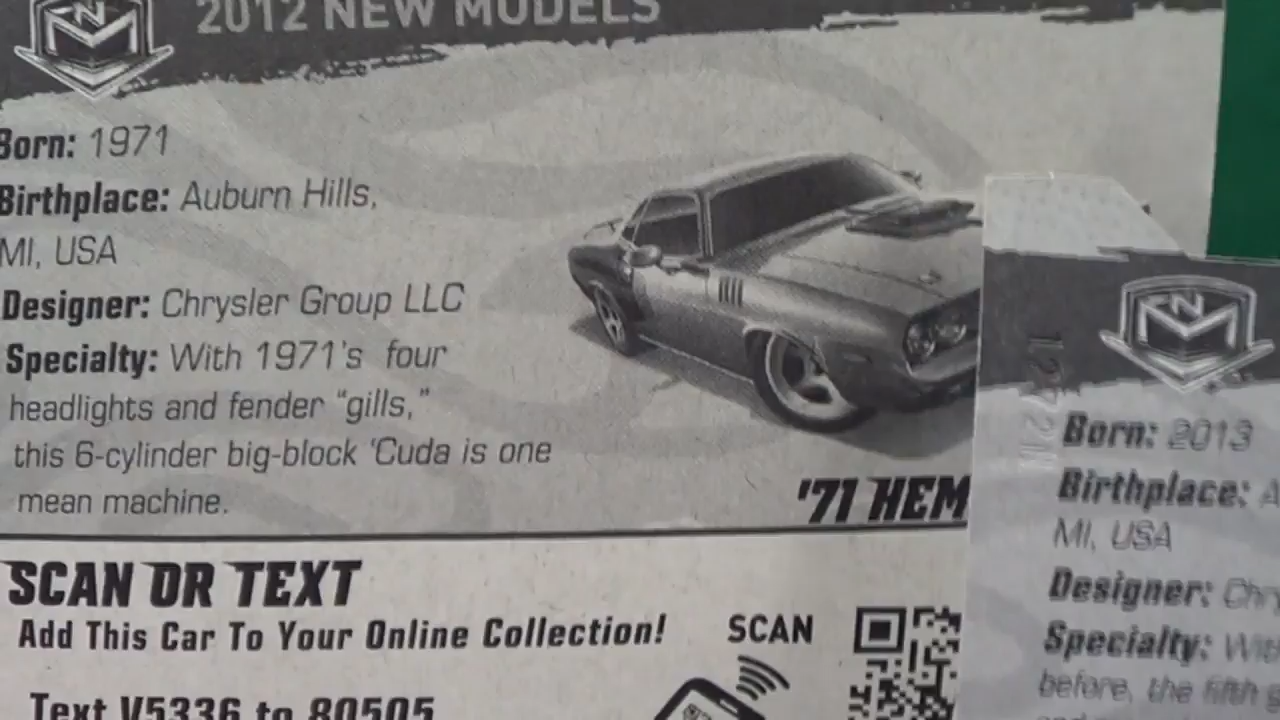 2012 NEW MODELS
Born: 1971
Birthplace: Auburn Hills,
MI, USA
Designer: Chrysler Group LLC
Specialty: With 1971's four
headlights and fender “gills,”
this 6-cylinder big-block ‘Cuda is one
mean machine.
'71 HEM
SCAN OR TEXT
Add This Car To Your Online Collection!
SCAN
Text V5336 to 80505
Born: 2013
Birthplace: A
MI, USA
Designer: Chry
Specialty: With
before, the fifth g